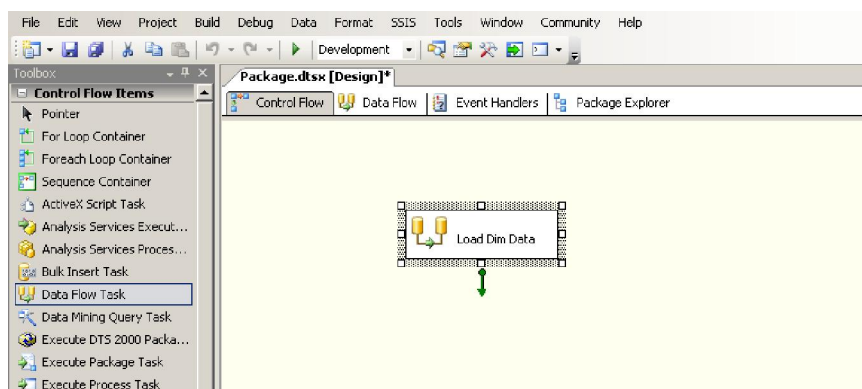 File Edit View Project Build Debug Data Format SSIS Tools Window Community Help
Development
Toolbox
Package.dtsx [Design]*
Control Flow Items
Control Flow Data Flow Event Handlers Package Explorer
Pointer
For Loop Container
Foreach Loop Container
Sequence Container
ActiveX Script Task
Analysis Services Execut...
Analysis Services Proces...
Bulk Insert Task
Data Flow Task
Data Mining Query Task
Execute DTS 2000 Packa...
Execute Package Task
Execute Process Task
Load Dim Data